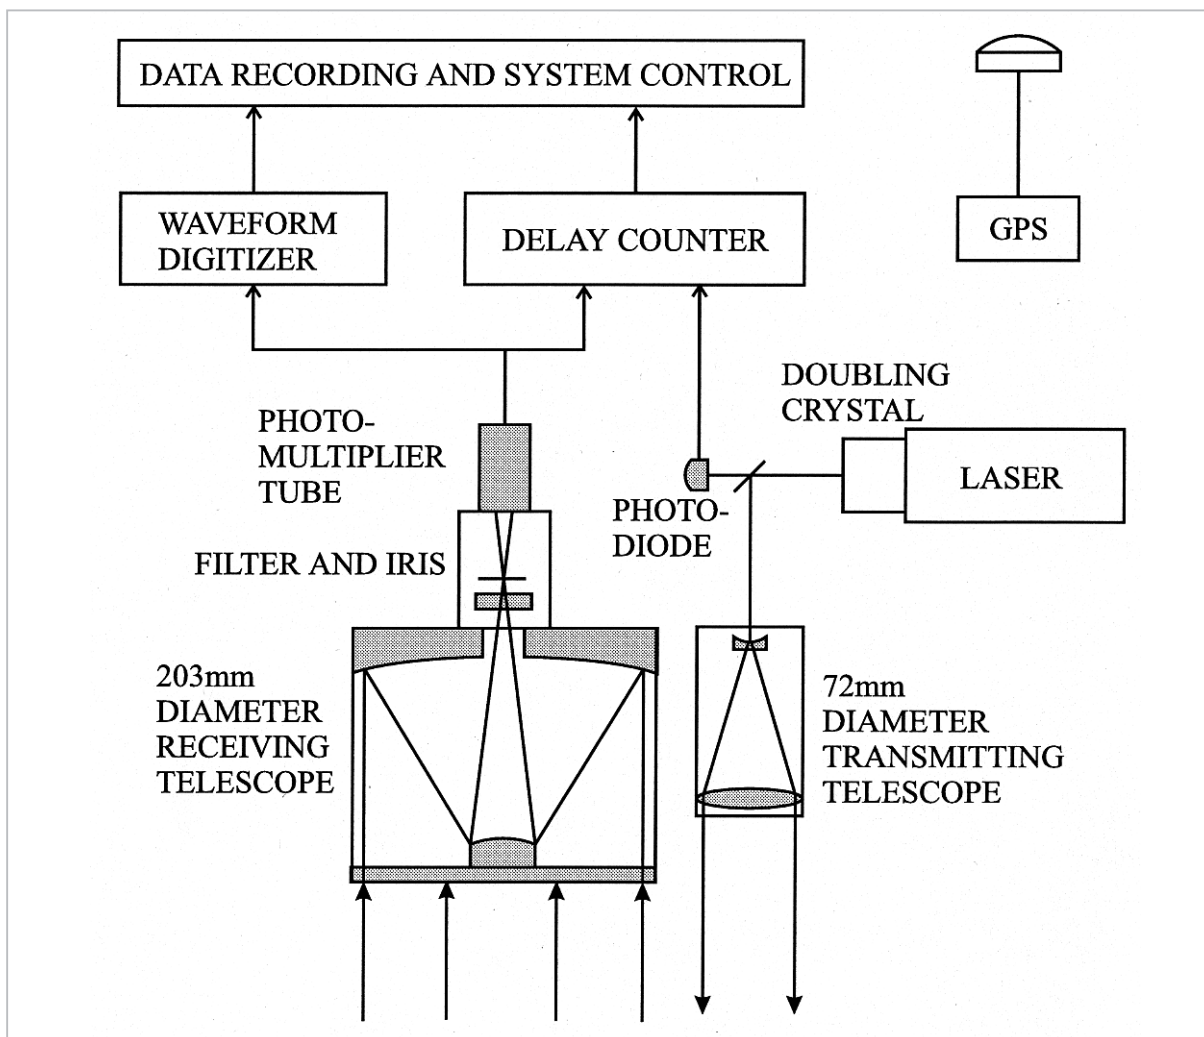 DATA RECORDING AND SYSTEM CONTROL
WAVEFORM
DIGITIZER
DELAY COUNTER
GPS
DOUBLING
CRYSTAL
PHOTO-
MULTIPLIER
TUBE
LASER
PHOTO-
DIODE
FILTER AND IRIS
203mm
DIAMETER
RECEIVING
TELESCOPE
72mm
DIAMETER
TRANSMITTING
TELESCOPE